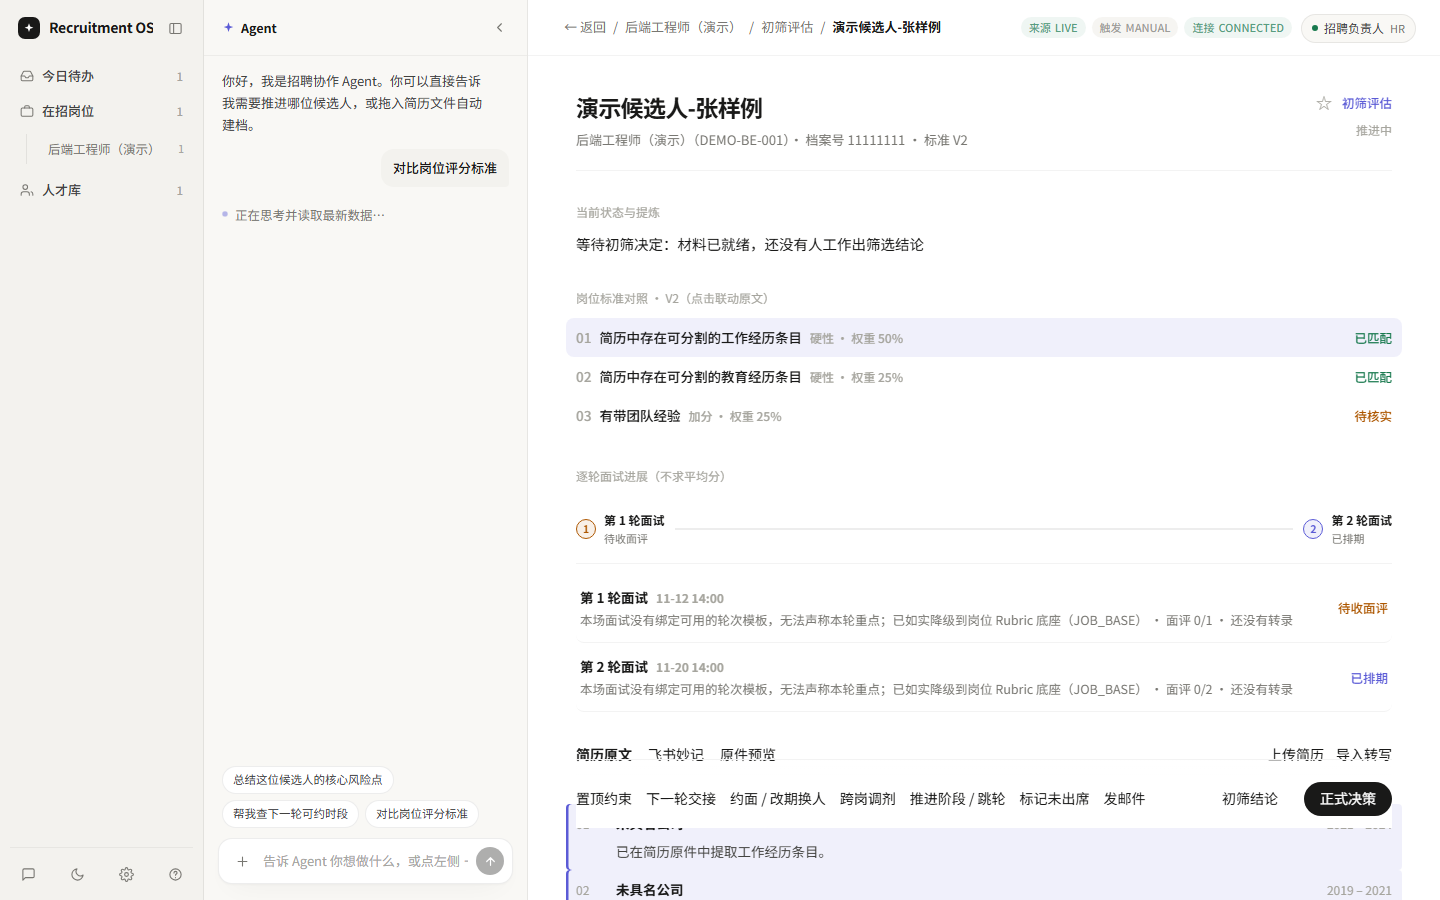 Recruitment OS
今日待办 1
在招岗位 1
后端工程师（演示） 1
人才库 1
Agent
你好，我是招聘协作 Agent。你可以直接告诉
我需要推进哪位候选人，或拖入简历文件自动
建档。
对比岗位评分标准
正在思考并读取最新数据…
总结这位候选人的核心风险点
帮我查下一轮可约时段
对比岗位评分标准
告诉 Agent 你想做什么，或点左侧 -
← 返回 / 后端工程师（演示） / 初筛评估 / 演示候选人-张样例
来源 LIVE
触发 MANUAL
连接 CONNECTED
招聘负责人 HR
演示候选人-张样例
初筛评估
后端工程师（演示）(DEMO-BE-001) · 档案号 11111111 · 标准 V2
推进中
当前状态与提炼
等待初筛决定：材料已就绪，还没有人工作出筛选结论
岗位标准对照 · V2（点击联动原文）
01 简历中存在可分割的工作经历条目 硬性 · 权重 50% 已匹配
02 简历中存在可分割的教育经历条目 硬性 · 权重 25% 已匹配
03 有带团队经验 加分 · 权重 25% 待核实
逐轮面试进展（不求平均分）
1 第 1 轮面试
待收面评
2 第 2 轮面试
已排期
第 1 轮面试 11-12 14:00
本场面试没有绑定可用的轮次模板，无法声称本轮重点；已如实降级到岗位 Rubric 底座（JOB_BASE） · 面评 0/1 · 还没有转录
待收面评
第 2 轮面试 11-20 14:00
本场面试没有绑定可用的轮次模板，无法声称本轮重点；已如实降级到岗位 Rubric 底座（JOB_BASE） · 面评 0/2 · 还没有转录
已排期
简历原文 飞书妙记 原件预览 上传简历 导入转写
置顶约束 下一轮交接 约面 / 改期换人 跨岗调剂 推进阶段 / 跳轮 标记未出席 发邮件 初筛结论 正式决策
已在简历原件中提取工作经历条目。
02 未具名公司 2019 – 2021